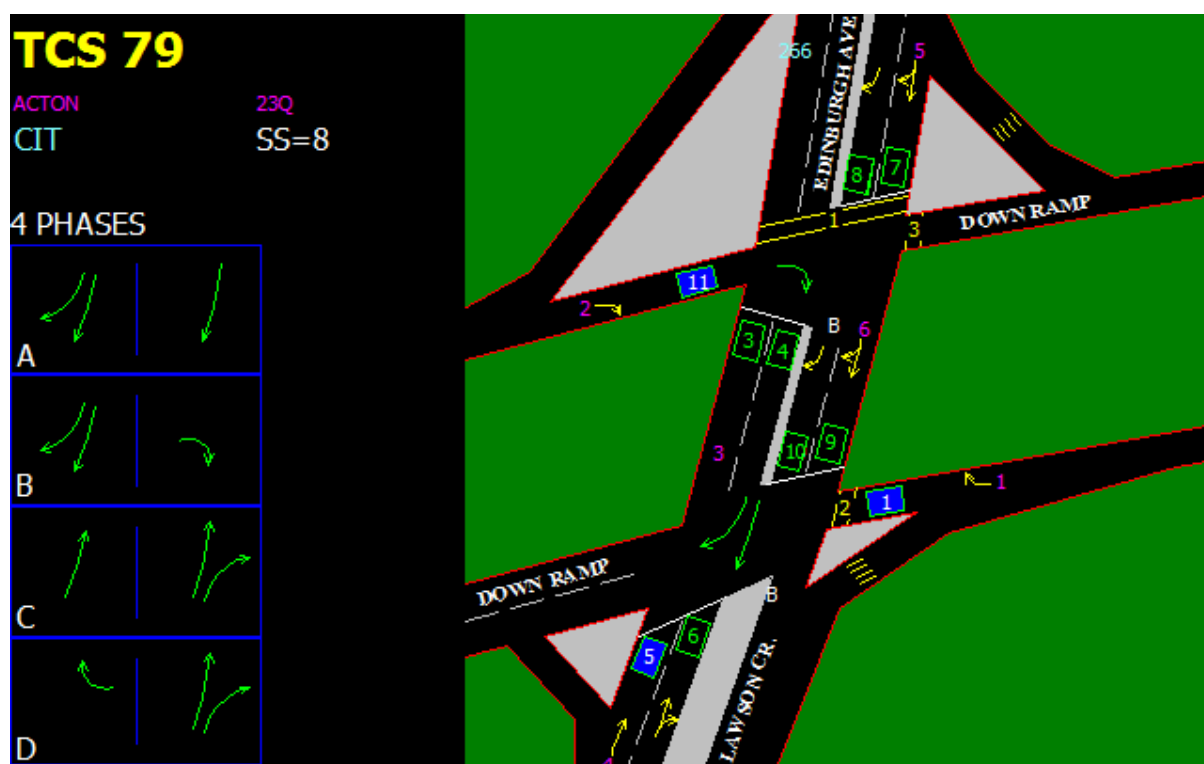 TCS 79
ACTON 23Q
CIT SS=8
4 PHASES
A
B
C
D
266
EDINBURGH AVE
5
8 7
1
3
DOWN RAMP
11
2
3 4
B 6
3
10 9
1
1
2
DOWN RAMP
B
5 6
LAWSON CR.